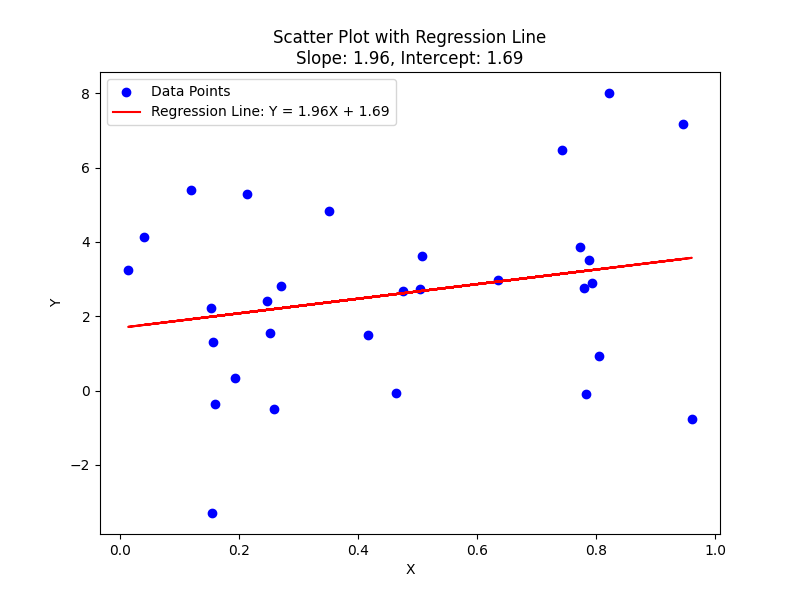 Scatter Plot with Regression Line
Slope: 1.96, Intercept: 1.69
Data Points
Regression Line: Y = 1.96X + 1.69
8
6
4
2
0
−2
Y
0.0 0.2 0.4 0.6 0.8 1.0
X